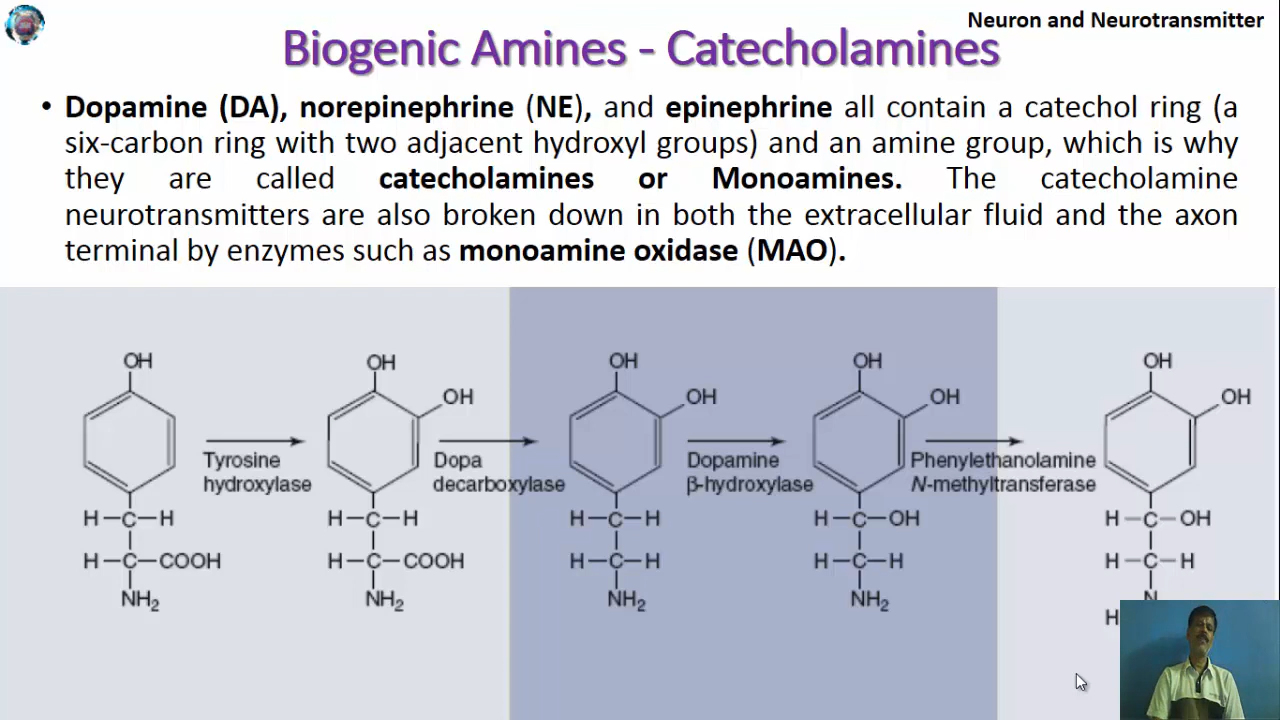 Neuron and Neurotransmitter
Biogenic Amines - Catecholamines
• Dopamine (DA), norepinephrine (NE), and epinephrine all contain a catechol ring (a
six-carbon ring with two adjacent hydroxyl groups) and an amine group, which is why
they are called catecholamines or Monoamines. The catecholamine
neurotransmitters are also broken down in both the extracellular fluid and the axon
terminal by enzymes such as monoamine oxidase (MAO).
OH
H–C–H
H–C–COOH
NH₂
Tyrosine
hydroxylase
OH
OH
H–C–H
H–C–COOH
NH₂
Dopa
decarboxylase
OH
OH
H–C–H
H–C–H
NH₂
Dopamine
β-hydroxylase
OH
OH
H–C–OH
H–C–H
NH₂
Phenylethanolamine
N-methyltransferase
OH
OH
H–C–OH
H–C–H
N
H